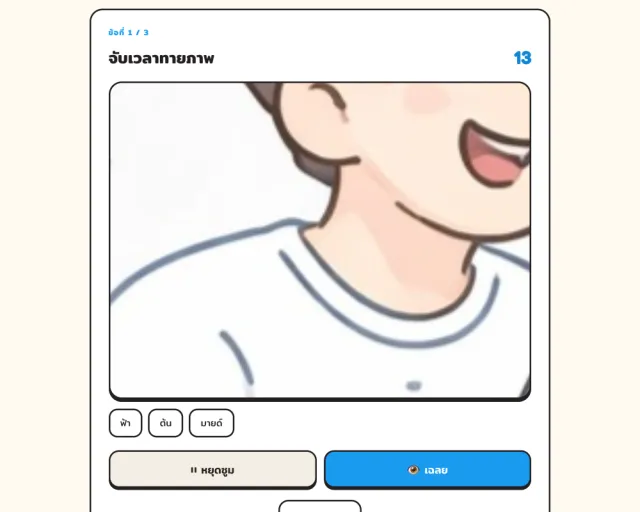 ข้อที่ 1 / 3
จับเวลาทายภาพ
13
ฟ้า
ต้น
มายด์
หยุดซูม
เฉลย